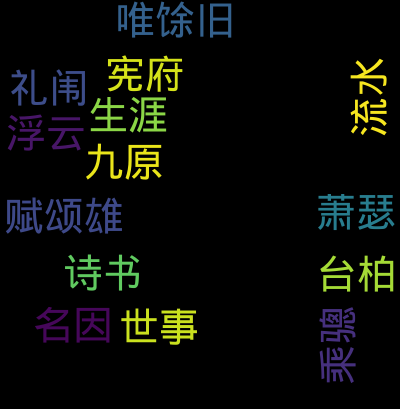 唯馀旧
宪府
礼闱
流水
生涯
浮云
九原
赋颂雄
萧瑟
诗书
台柏
名因
世事
乘骢